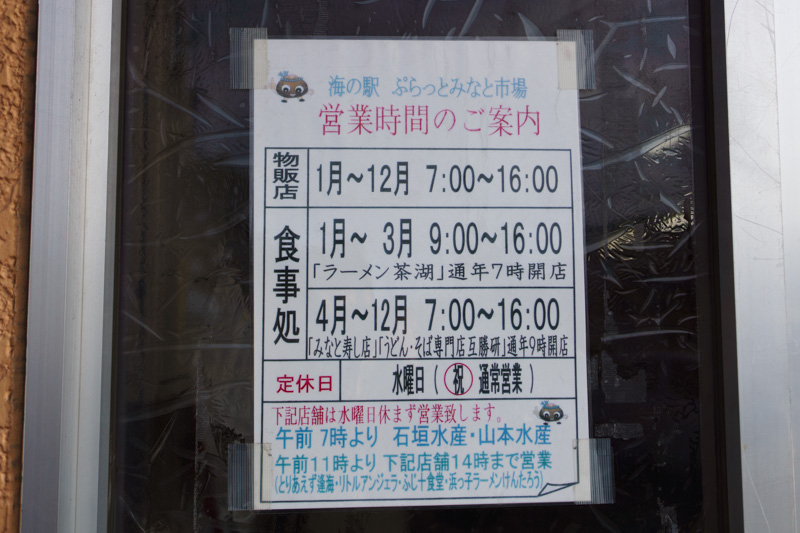 海の駅 ぷらっとみなと市場
営業時間のご案内
物販店 1月～12月 7:00～16:00
食事処
1月～ 3月 9:00～16:00
「ラーメン茶湖」通年7時開店
4月～12月 7:00～16:00
「みなと寿し店」「うどん・そば専門店互勝研」通年9時開店
定休日 水曜日(㊗通常営業)
下記店舗は水曜日休まず営業致します。
午前7時より 石垣水産・山本水産
午前11時より下記店舗14時まで営業
(とりあえず逢海・リトルアンジェラ・ふじ十食堂・浜っ子ラーメンけんたろう)